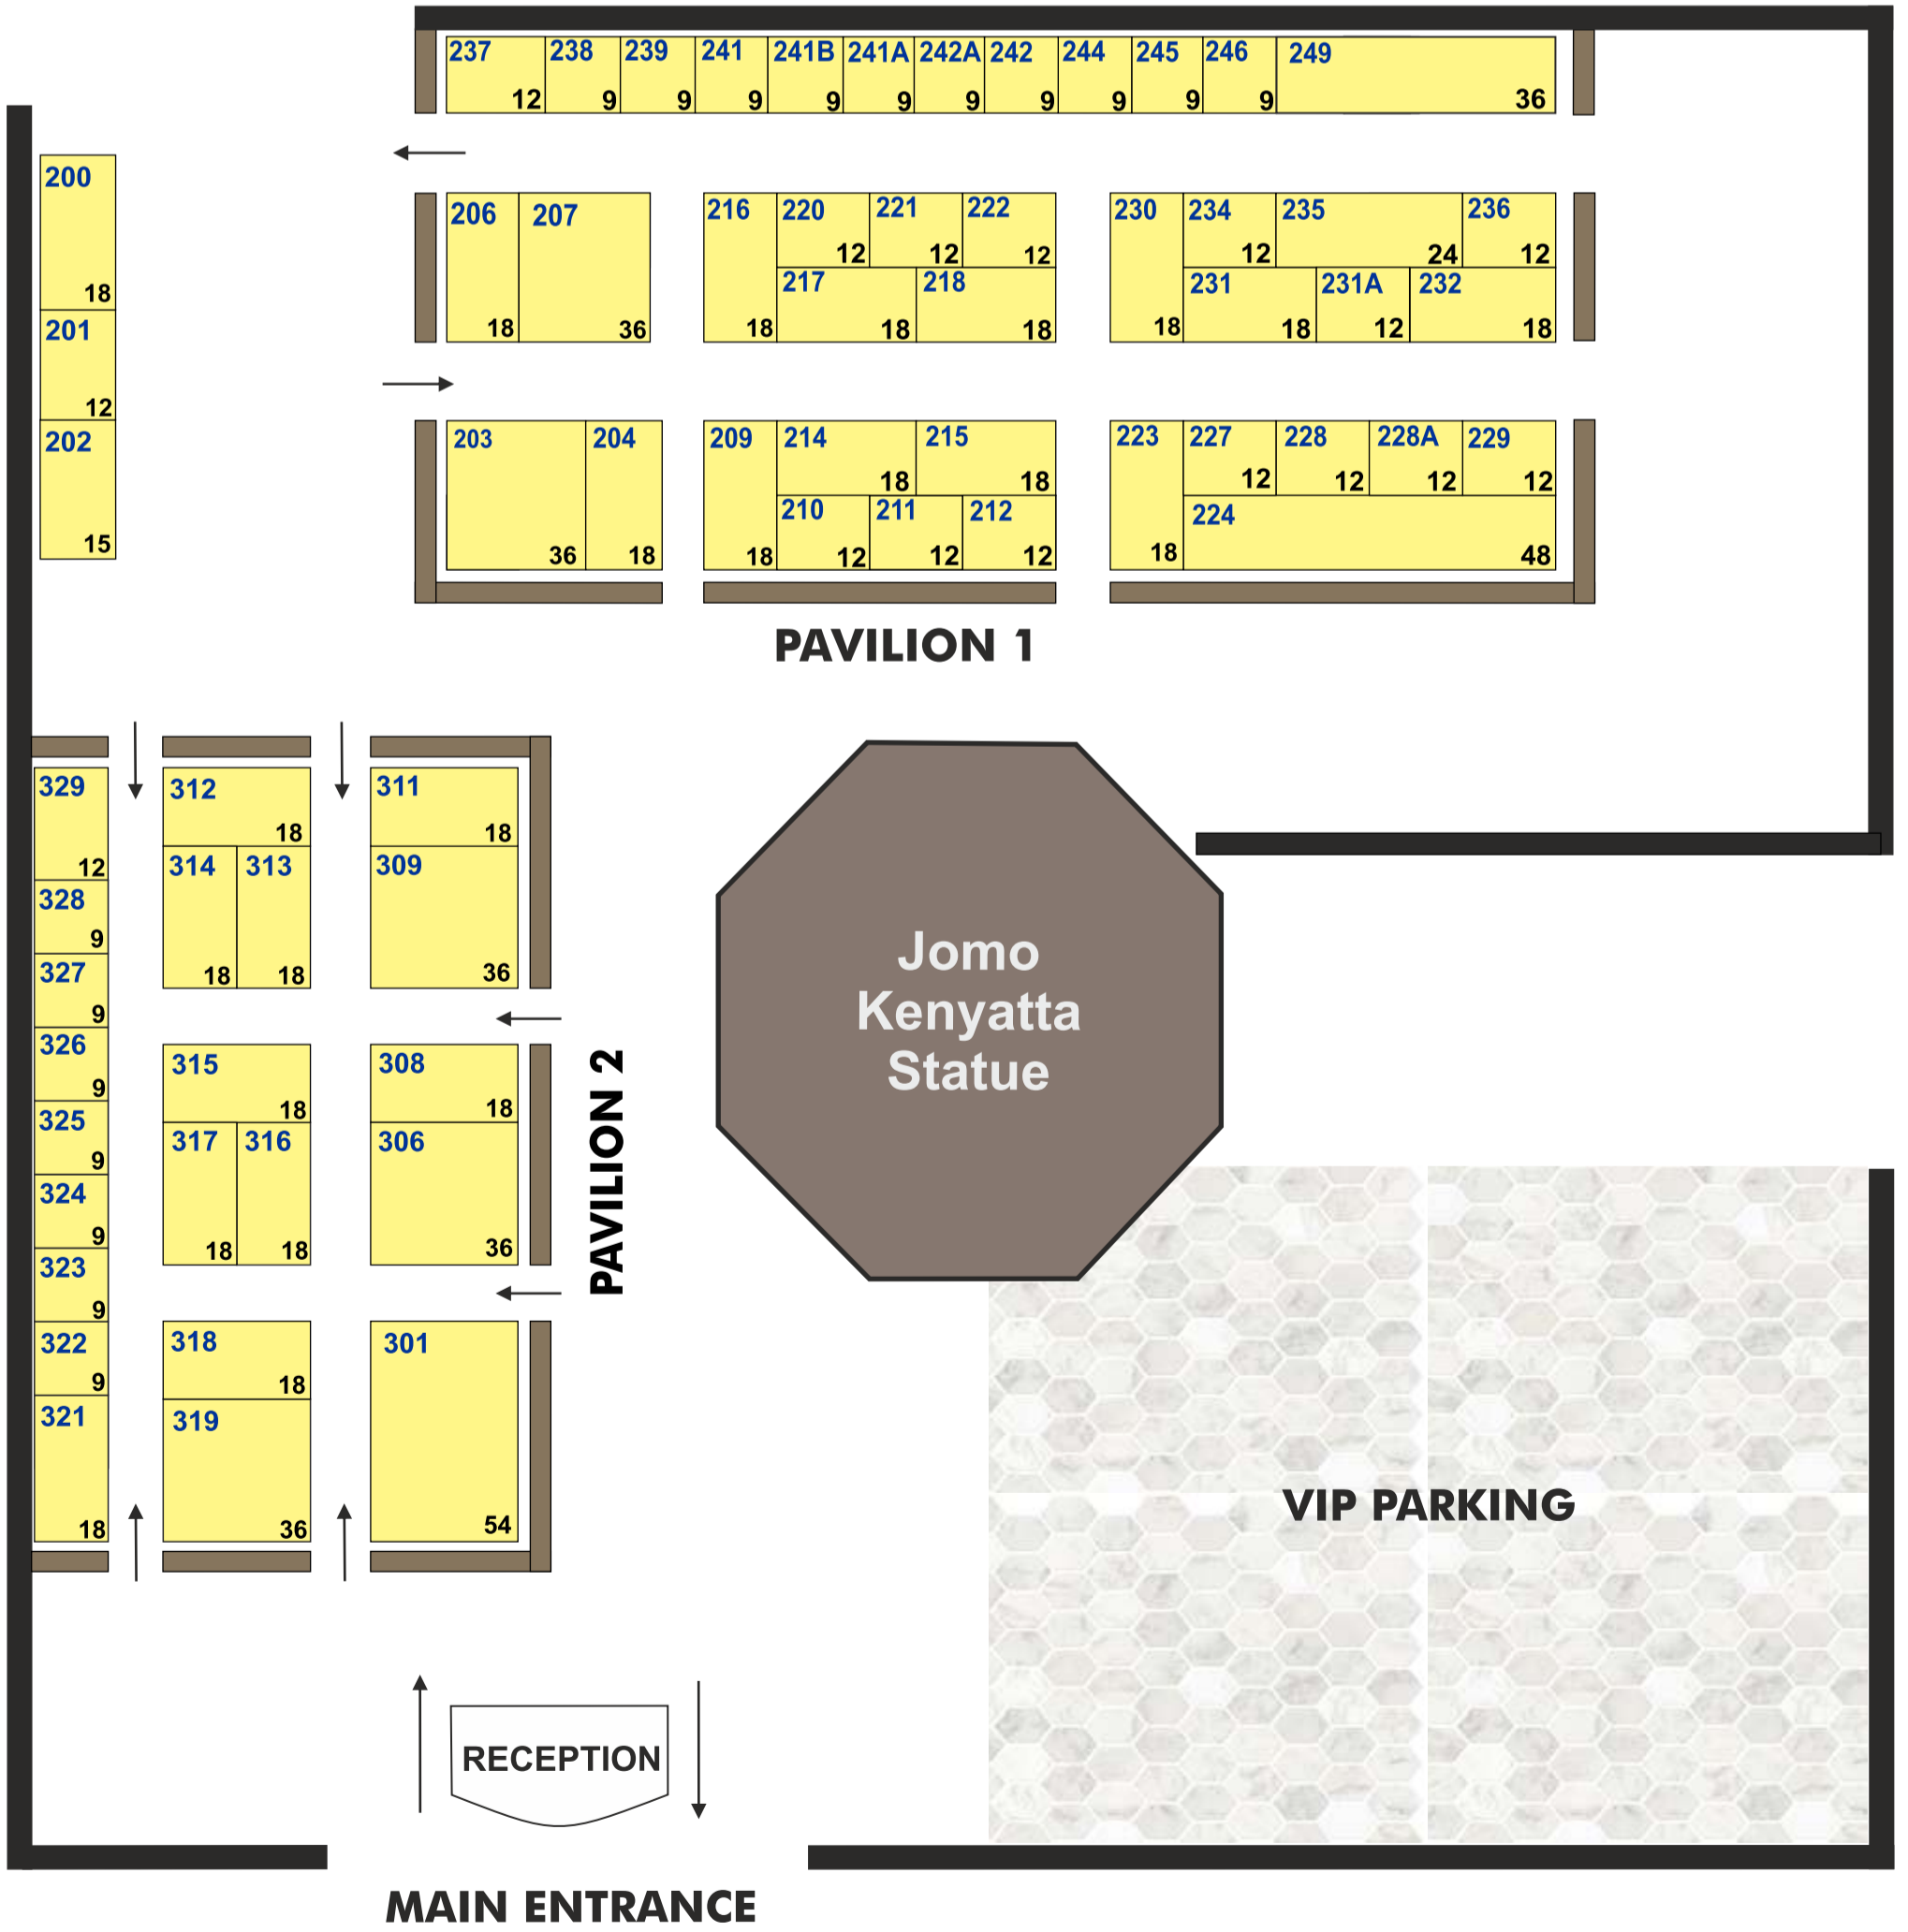 237 238 239 241 241B 241A 242A 242 244 245 246 249
12 9 9 9 9 9 9 9 9 9 9 36
200
18
201
12
202
15
206 207
18 36
216 220 221 222
12 12 12
217 218
18 18 18
230 234 235 236
12 24 12
231 231A 232
18 18 12 18
203 204
36 18
209 214 215
18 18
210 211 212
18 12 12 12
223 227 228 228A 229
12 12 12 12
224
18 48
PAVILION 1
329
12
328
9
327
9
326
9
325
9
324
9
323
9
322
9
321
18
312
18
314 313
18 18
315
18
317 316
18 18
318
18
319
36
311
18
309
36
308
18
306
36
301
54
PAVILION 2
Jomo
Kenyatta
Statue
VIP PARKING
RECEPTION
MAIN ENTRANCE